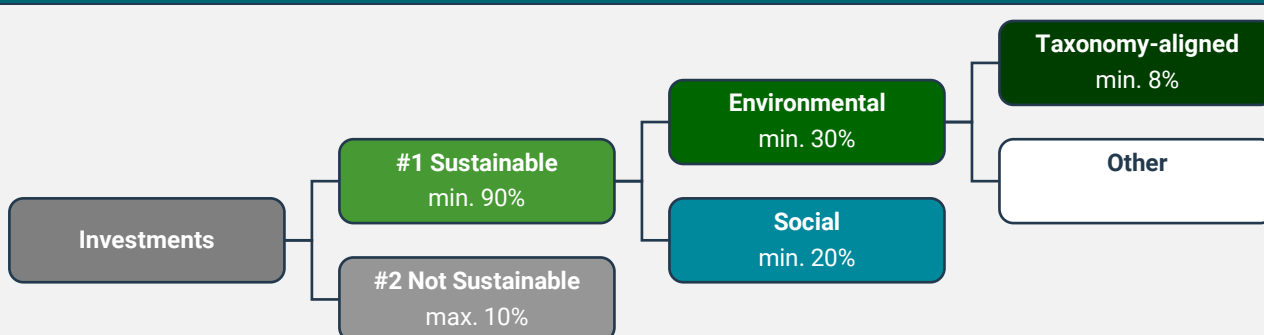 Taxonomy-aligned
min. 8%
Environmental
min. 30%
Other
#1 Sustainable
min. 90%
Social
min. 20%
Investments
#2 Not Sustainable
max. 10%